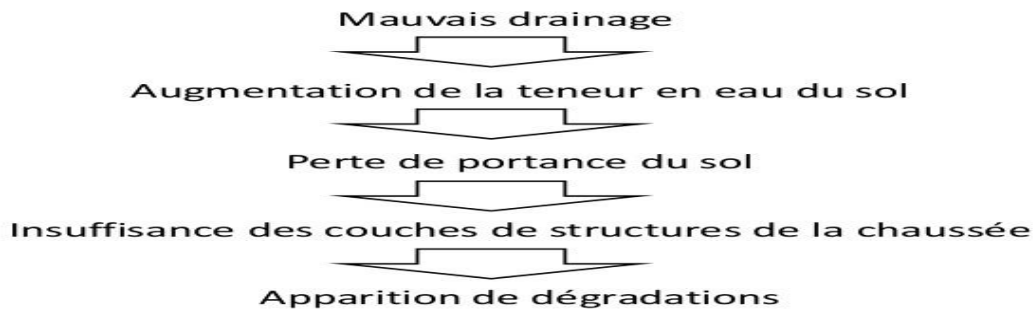 Mauvais drainage
Augmentation de la teneur en eau du sol
Perte de portance du sol
Insuffisance des couches de structures de la chaussée
Apparition de dégradations